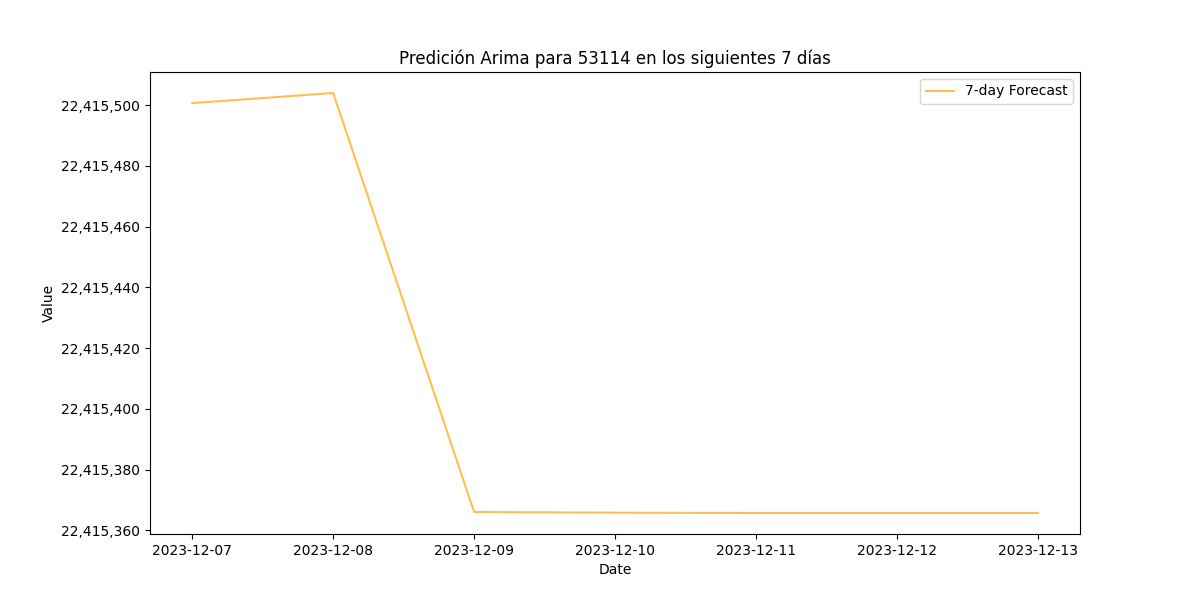 Predicción Arima para 53114 en los siguientes 7 días
7-day Forecast
22,415,500
22,415,480
22,415,460
22,415,440
22,415,420
22,415,400
22,415,380
22,415,360
Value
2023-12-07 2023-12-08 2023-12-09 2023-12-10 2023-12-11 2023-12-12 2023-12-13
Date